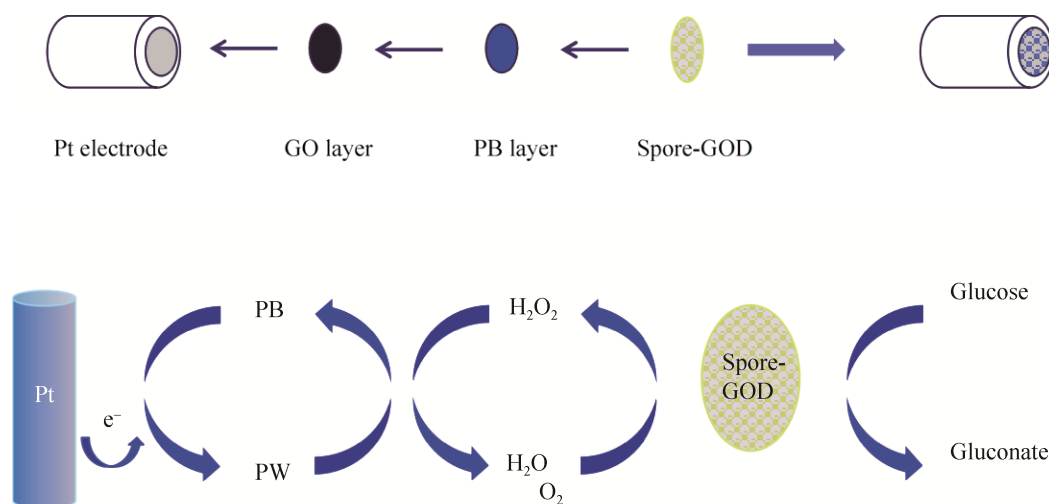 Pt electrode
GO layer
PB layer
Spore-GOD
PB
H₂O₂
Glucose
Spore-
GOD
Pt
e⁻
PW
H₂O
O₂
Gluconate